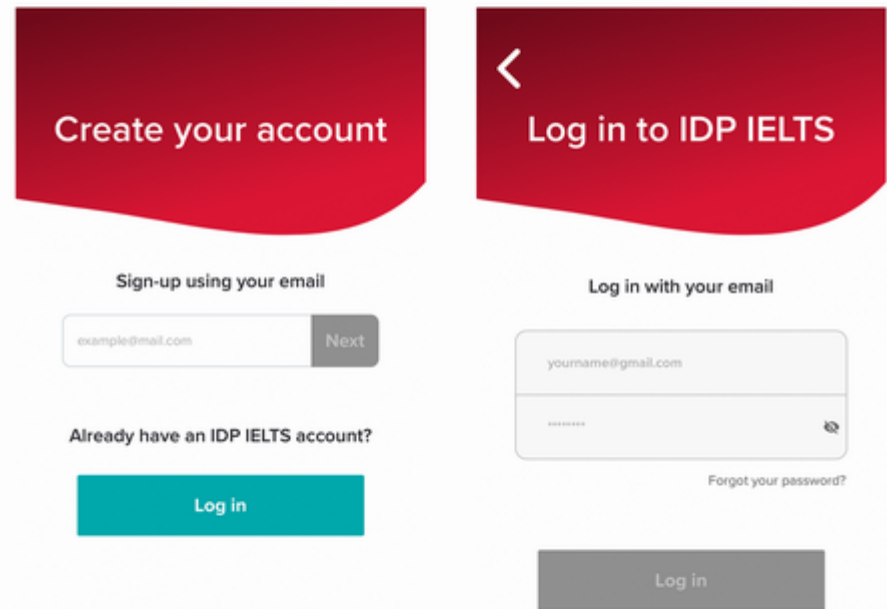 Create your account
Sign-up using your email
example@mail.com
Next
Already have an IDP IELTS account?
Log in
Log in to IDP IELTS
Log in with your email
yourname@gmail.com
••••••••
Forgot your password?
Log in